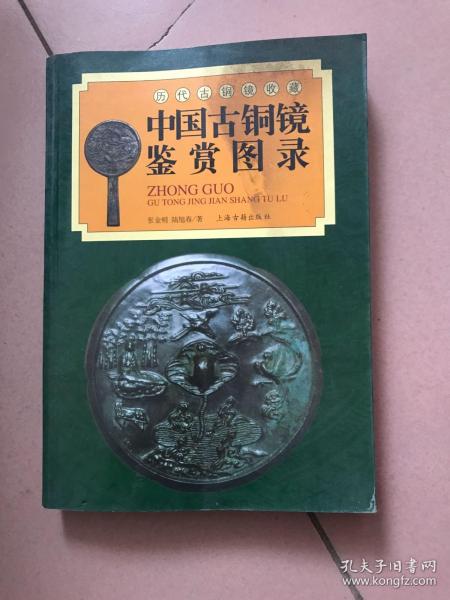 历代古铜镜收藏
中国古铜镜
鉴赏图录
ZHONG GUO
GU TONG JING JIAN SHANG TU LU
张金明 陆旭春/著 上海古籍出版社
孔夫子旧书网
www.kongfz.com